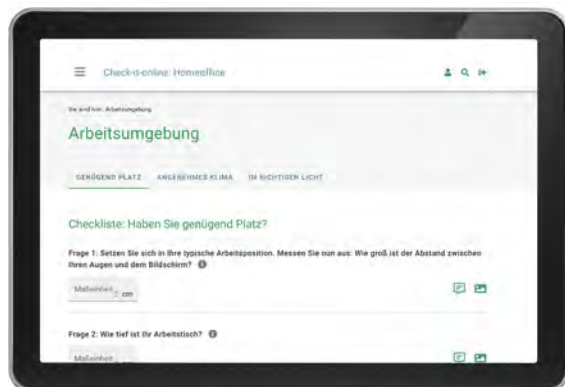 Check-it-online: Homeoffice
Sie sind hier: Arbeitsumgebung
Arbeitsumgebung
GENÜGEND PLATZ ANGENEHMES KLIMA IM RICHTIGEN LICHT
Checkliste: Haben Sie genügend Platz?
Frage 1: Setzen Sie sich in Ihre typische Arbeitsposition. Messen Sie nun aus: Wie groß ist der Abstand zwischen
Ihren Augen und dem Bildschirm?
Maßeinheit cm
Frage 2: Wie tief ist Ihr Arbeitstisch?
Maßeinheit